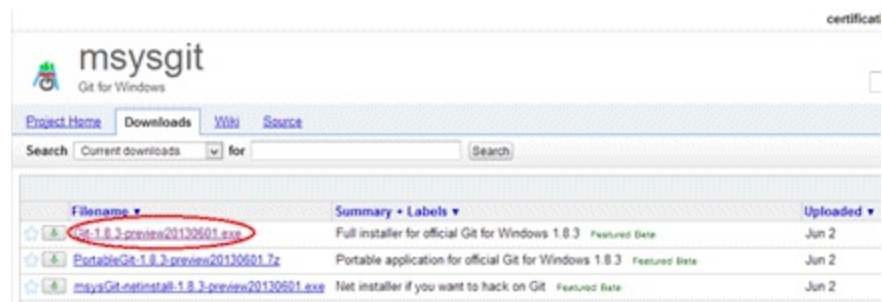 msysgit
Git for Windows
Project Home Downloads Wiki Source
Search Current downloads for Search
Filename Summary + Labels Uploaded
Git-1.8.3-preview20130601.exe Full installer for official Git for Windows 1.8.3 Featured Beta Jun 2
PortableGit-1.8.3-preview20130601.7z Portable application for official Git for Windows 1.8.3 Featured Beta Jun 2
msysGit-netinstall-1.8.3-preview20130601.exe Net installer if you want to hack on Git Featured Beta Jun 2